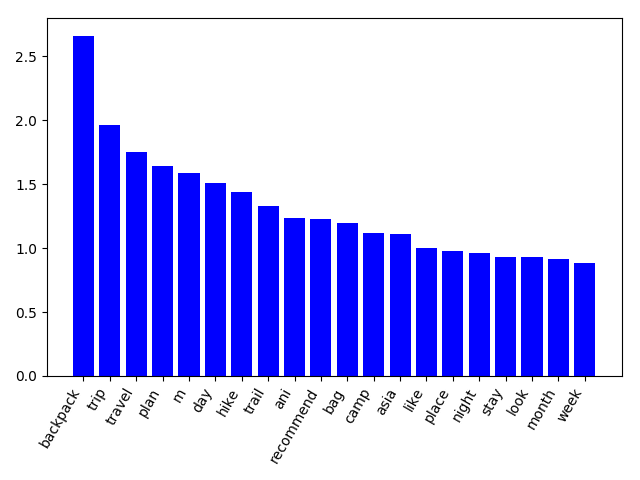 2.5
2.0
1.5
1.0
0.5
0.0
backpack
trip
travel
plan
m
day
hike
trail
ani
recommend
bag
camp
asia
like
place
night
stay
look
month
week